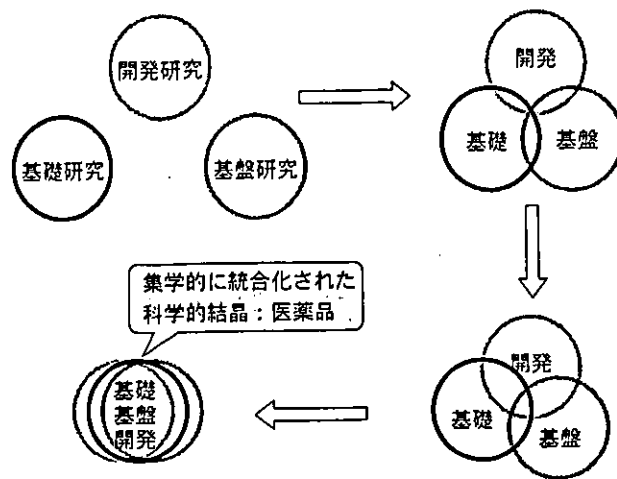 開発研究
基礎研究
基盤研究
開発
基礎
基盤
開発
基礎
基盤
集学的に統合化された
科学的結晶：医薬品
基礎
基盤
開発